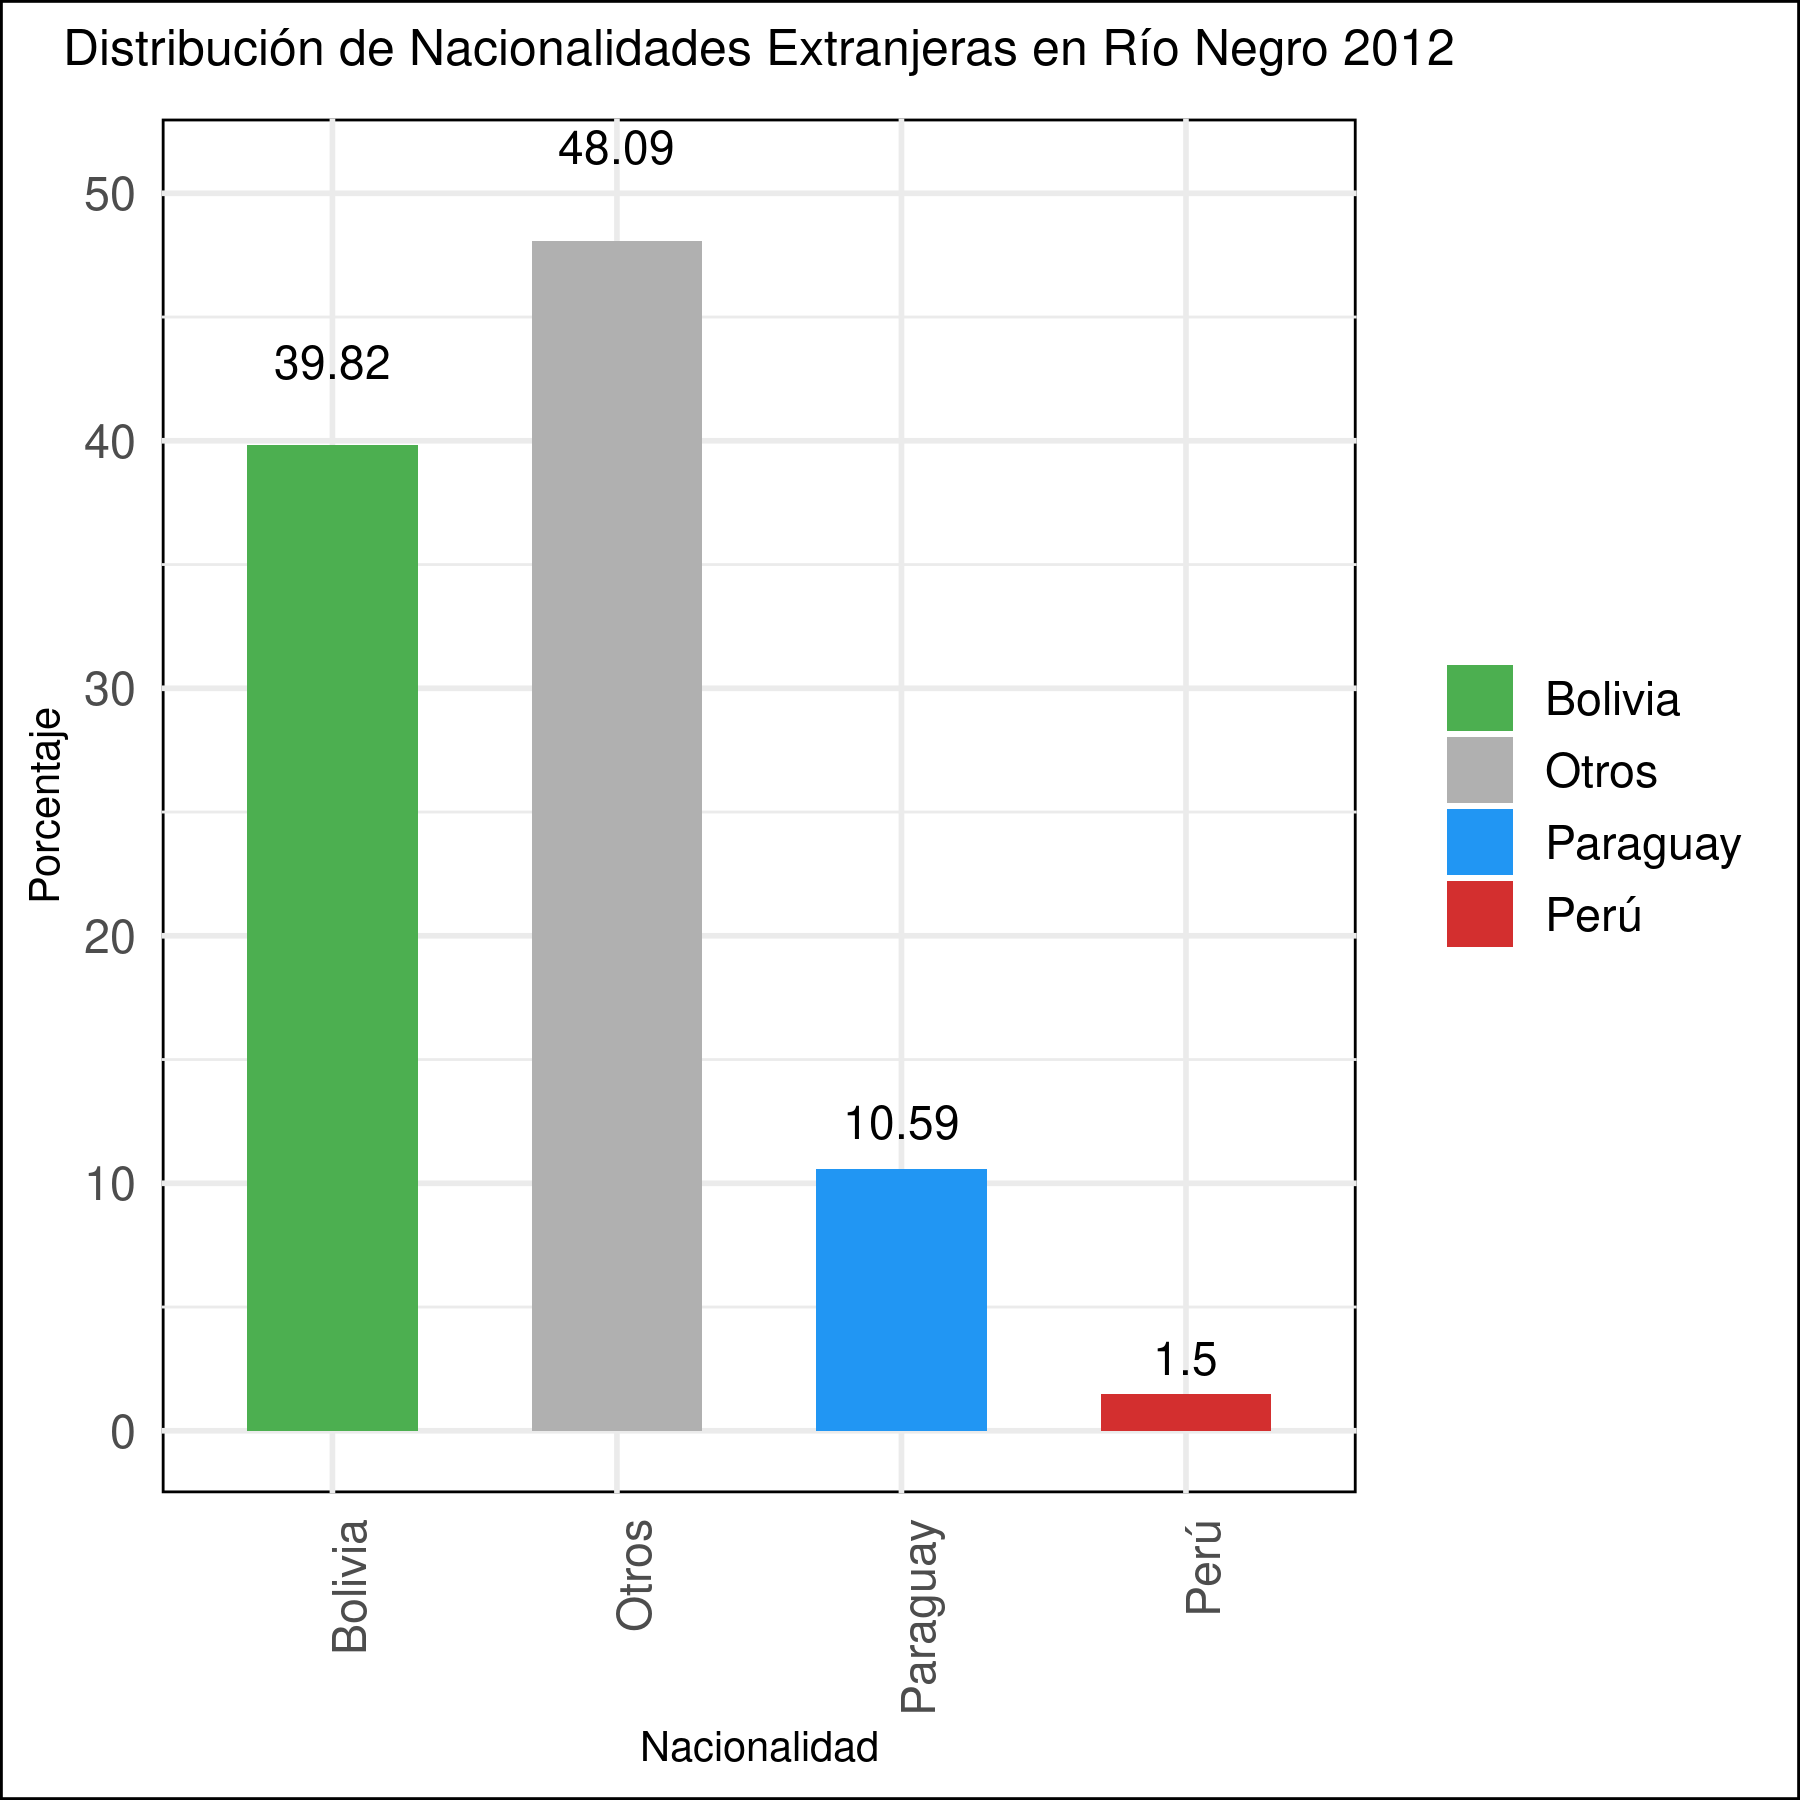 Distribución de Nacionalidades Extranjeras en Río Negro 2012
Porcentaje
50
40
30
20
10
0
39.82
48.09
10.59
1.5
Bolivia
Otros
Paraguay
Perú
Nacionalidad
Bolivia
Otros
Paraguay
Perú